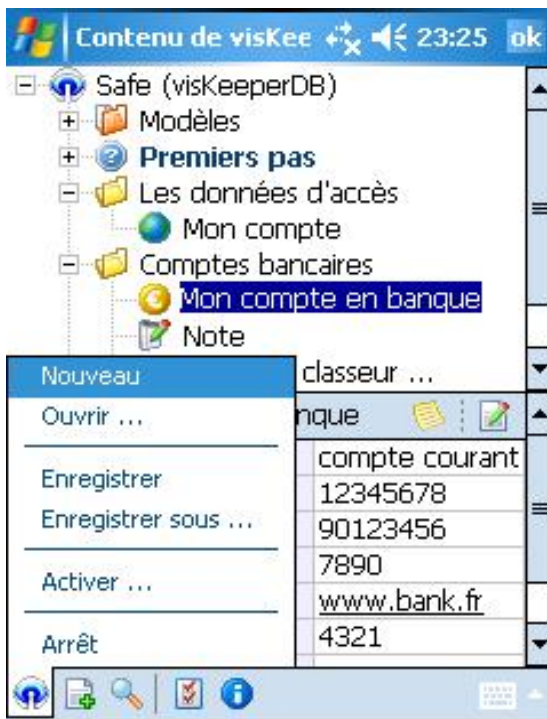 Contenu de visKee 23:25 ok
Safe (visKeeperDB)
Modèles
Premiers pas
Les données d'accès
Mon compte
Comptes bancaires
Mon compte en banque
Note
classeur ...
Nouveau
Ouvrir ...
Enregistrer
Enregistrer sous ...
Activer ...
Arrêt
nque
compte courant
12345678
90123456
7890
www.bank.fr
4321